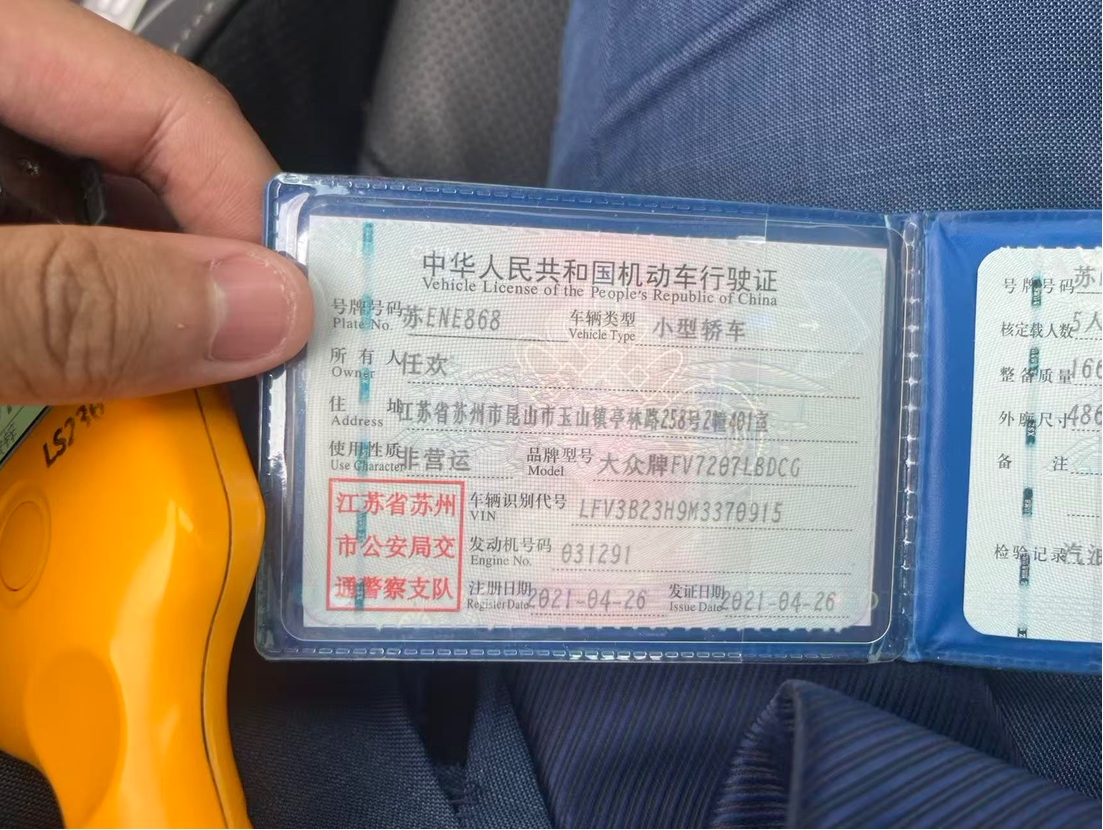 中华人民共和国机动车行驶证
Vehicle License of the People's Republic of China
号牌号码 苏ENE868 车辆类型 小型轿车
Plate No. Vehicle Type
所有人 任欢
Owner
住址 江苏省苏州市昆山市玉山镇亭林路258号2幢401室
Address
使用性质 非营运 品牌型号 大众牌FV7207LBDCG
Use Character Model
江苏省苏州
市公安局交
通警察支队
车辆识别代号 LFV3B23H9M3370915
VIN
发动机号码 031291
Engine No.
注册日期 2021-04-26 发证日期 2021-04-26
Register Date Issue Date
号牌号码 苏
核定载人数 5人
整备质量 166
外廓尺寸 486
备注
检验记录 汽油
LS236